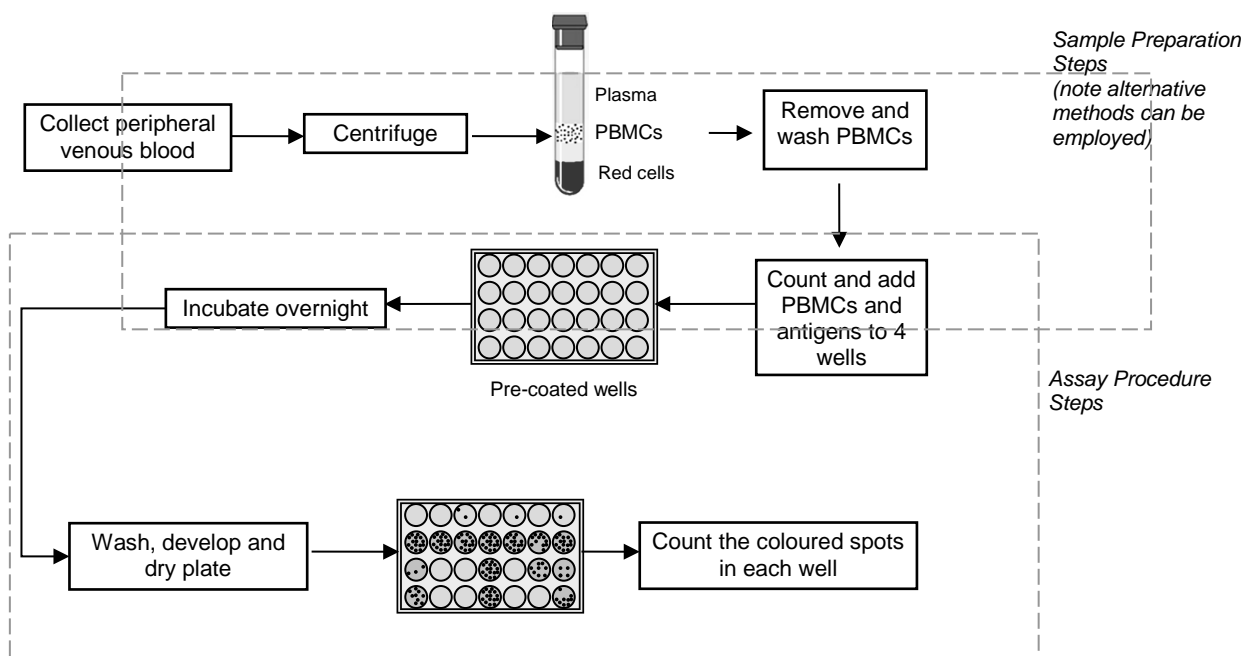 Sample Preparation
Steps
(note alternative
methods can be
employed)
Collect peripheral
venous blood
Centrifuge
Plasma
PBMCs
Red cells
Remove and
wash PBMCs
Count and add
PBMCs and
antigens to 4
wells
Pre-coated wells
Incubate overnight
Assay Procedure
Steps
Wash, develop and
dry plate
Count the coloured spots
in each well